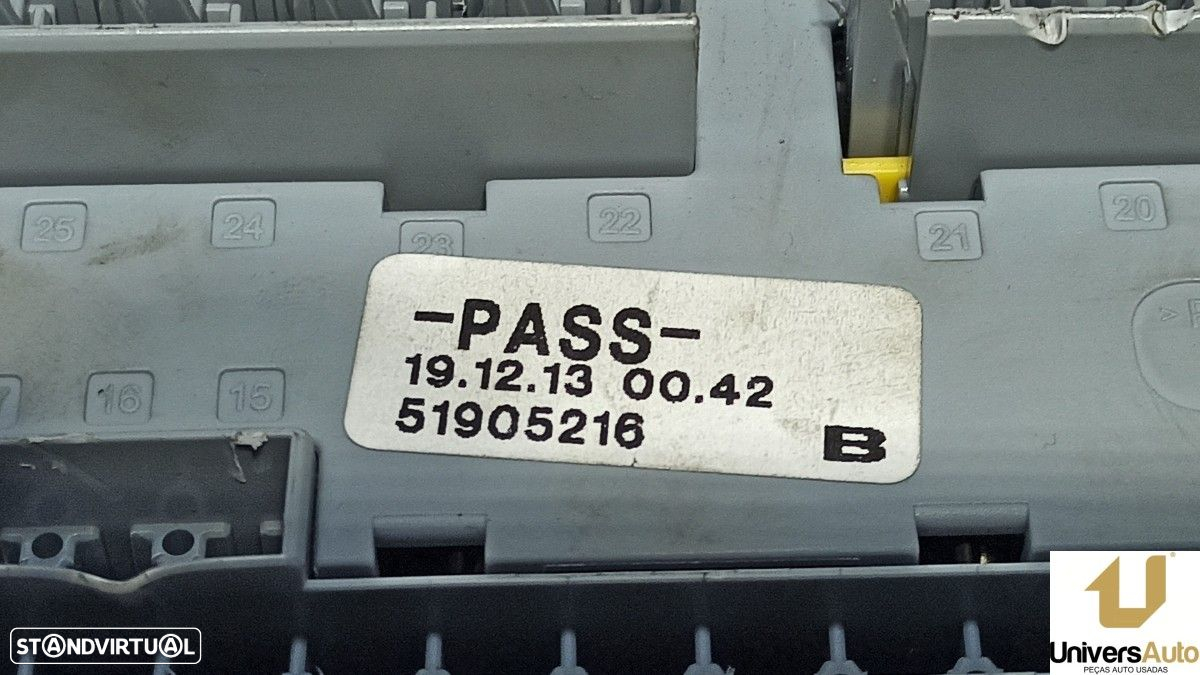 25
24
23
22
21
20
16
15
-PASS-
19.12.13 00.42
51905216
B
STANDVIRTUAL
UniversAuto
PEÇAS AUTO USADAS